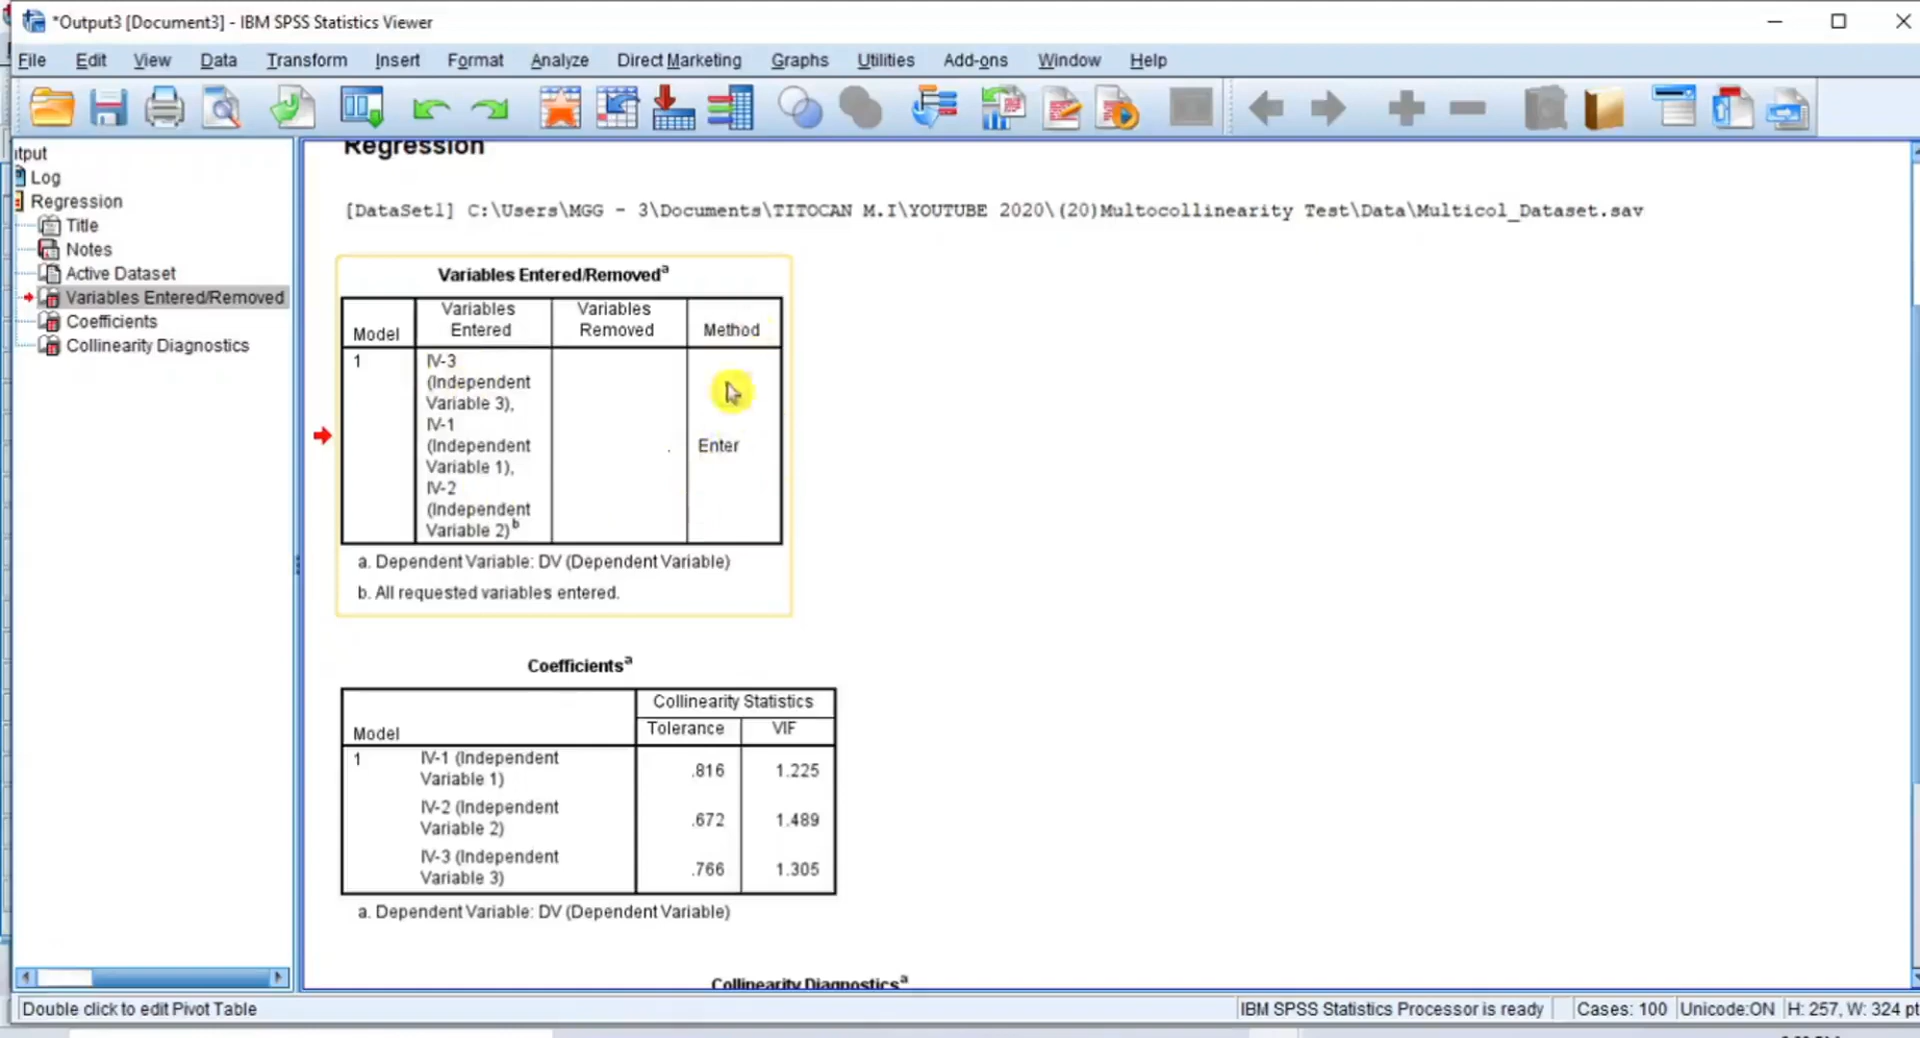 *Output3 [Document3] - IBM SPSS Statistics Viewer
File Edit View Data Transform Insert Format Analyze Direct Marketing Graphs Utilities Add-ons Window Help
tput
Log
Regression
Title
Notes
Active Dataset
Variables Entered/Removed
Coefficients
Collinearity Diagnostics
Regression
[DataSet1] C:\Users\MGG - 3\Documents\TITOCAN M.I\YOUTUBE 2020\(20)Multocollinearity Test\Data\Multicol_Dataset.sav
Variables Entered/Removedª
Model
Variables Entered
Variables Removed
Method
1
IV-3
(Independent
Variable 3),
IV-1
(Independent
Variable 1),
IV-2
(Independent
Variable 2)ᵇ
.
Enter
a. Dependent Variable: DV (Dependent Variable)
b. All requested variables entered.
Coefficientsª
Model
Collinearity Statistics
Tolerance VIF
1
IV-1 (Independent
Variable 1)
.816 1.225
IV-2 (Independent
Variable 2)
.672 1.489
IV-3 (Independent
Variable 3)
.766 1.305
a. Dependent Variable: DV (Dependent Variable)
Collinearity Diagnosticsª
Double click to edit Pivot Table
IBM SPSS Statistics Processor is ready
Cases: 100
Unicode:ON
H: 257, W: 324 pt